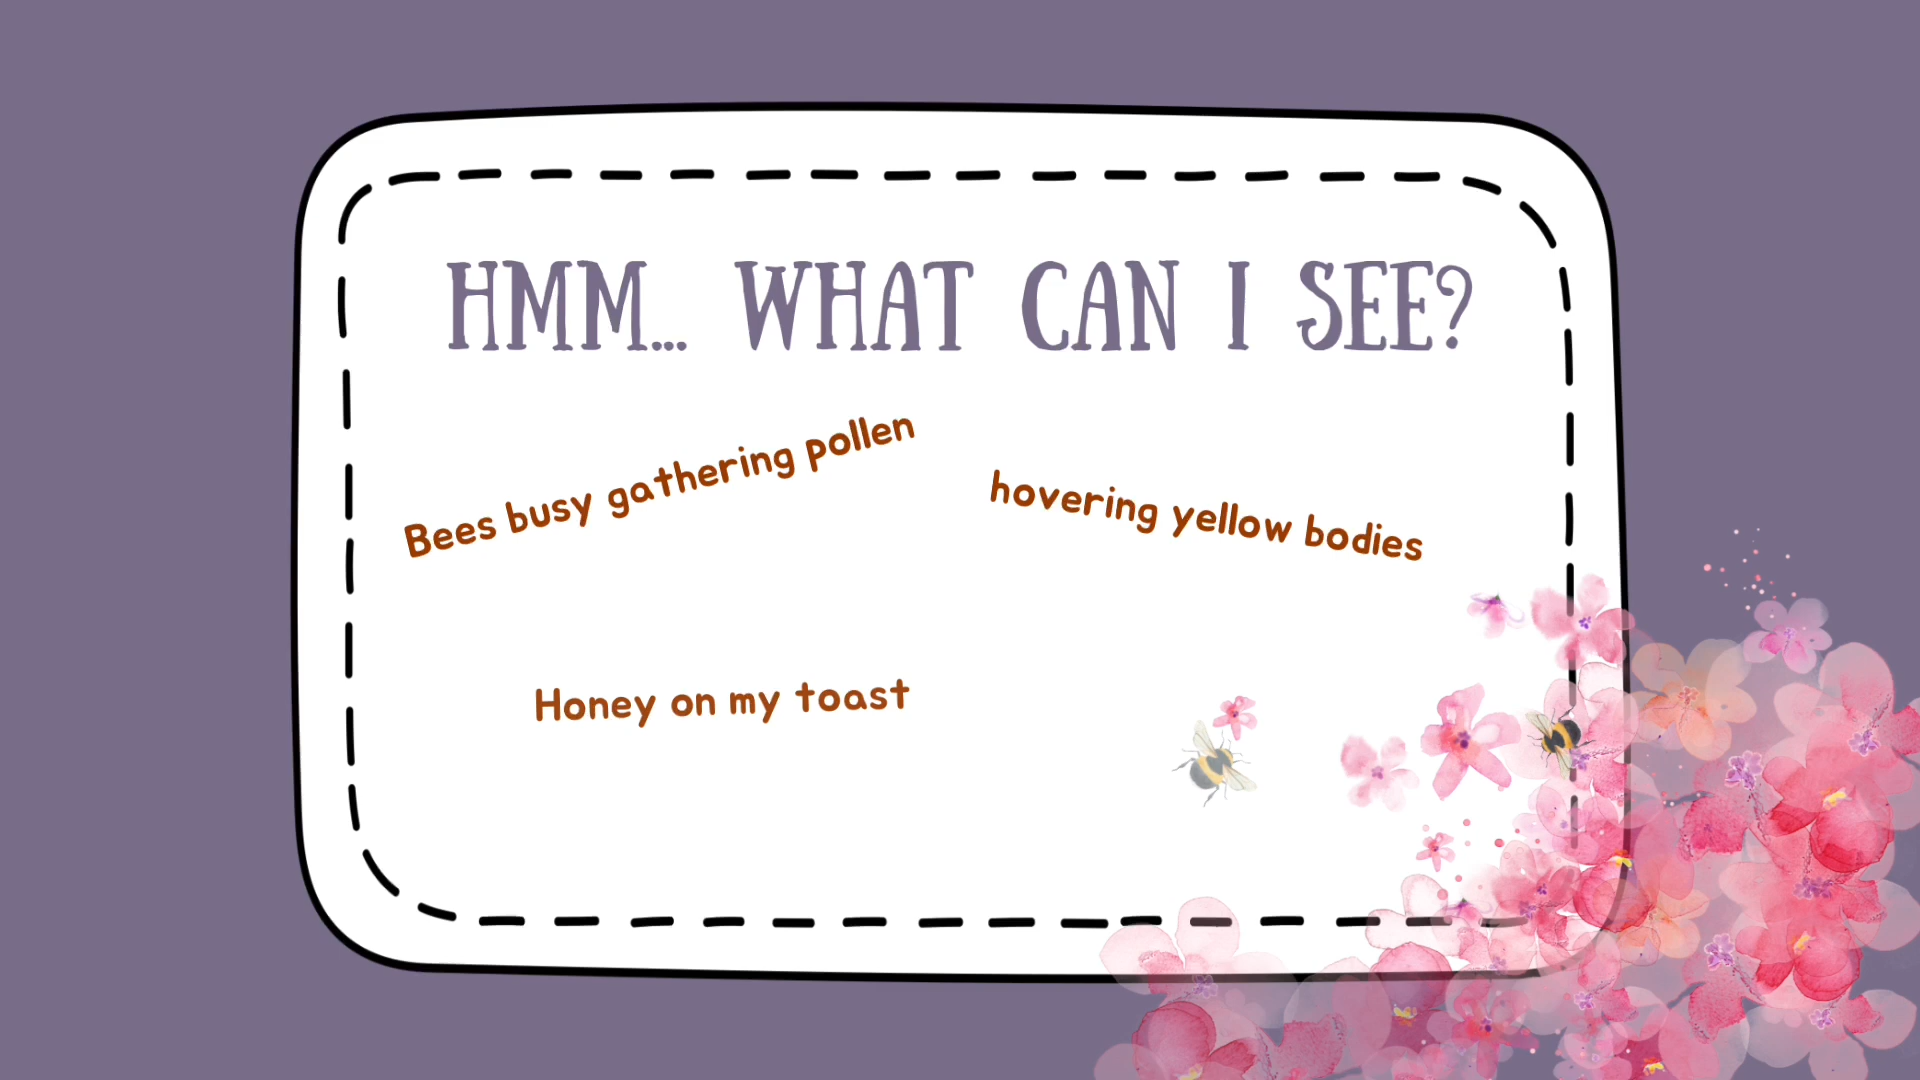 HMM... WHAT CAN I SEE?
Bees busy gathering pollen
hovering yellow bodies
Honey on my toast